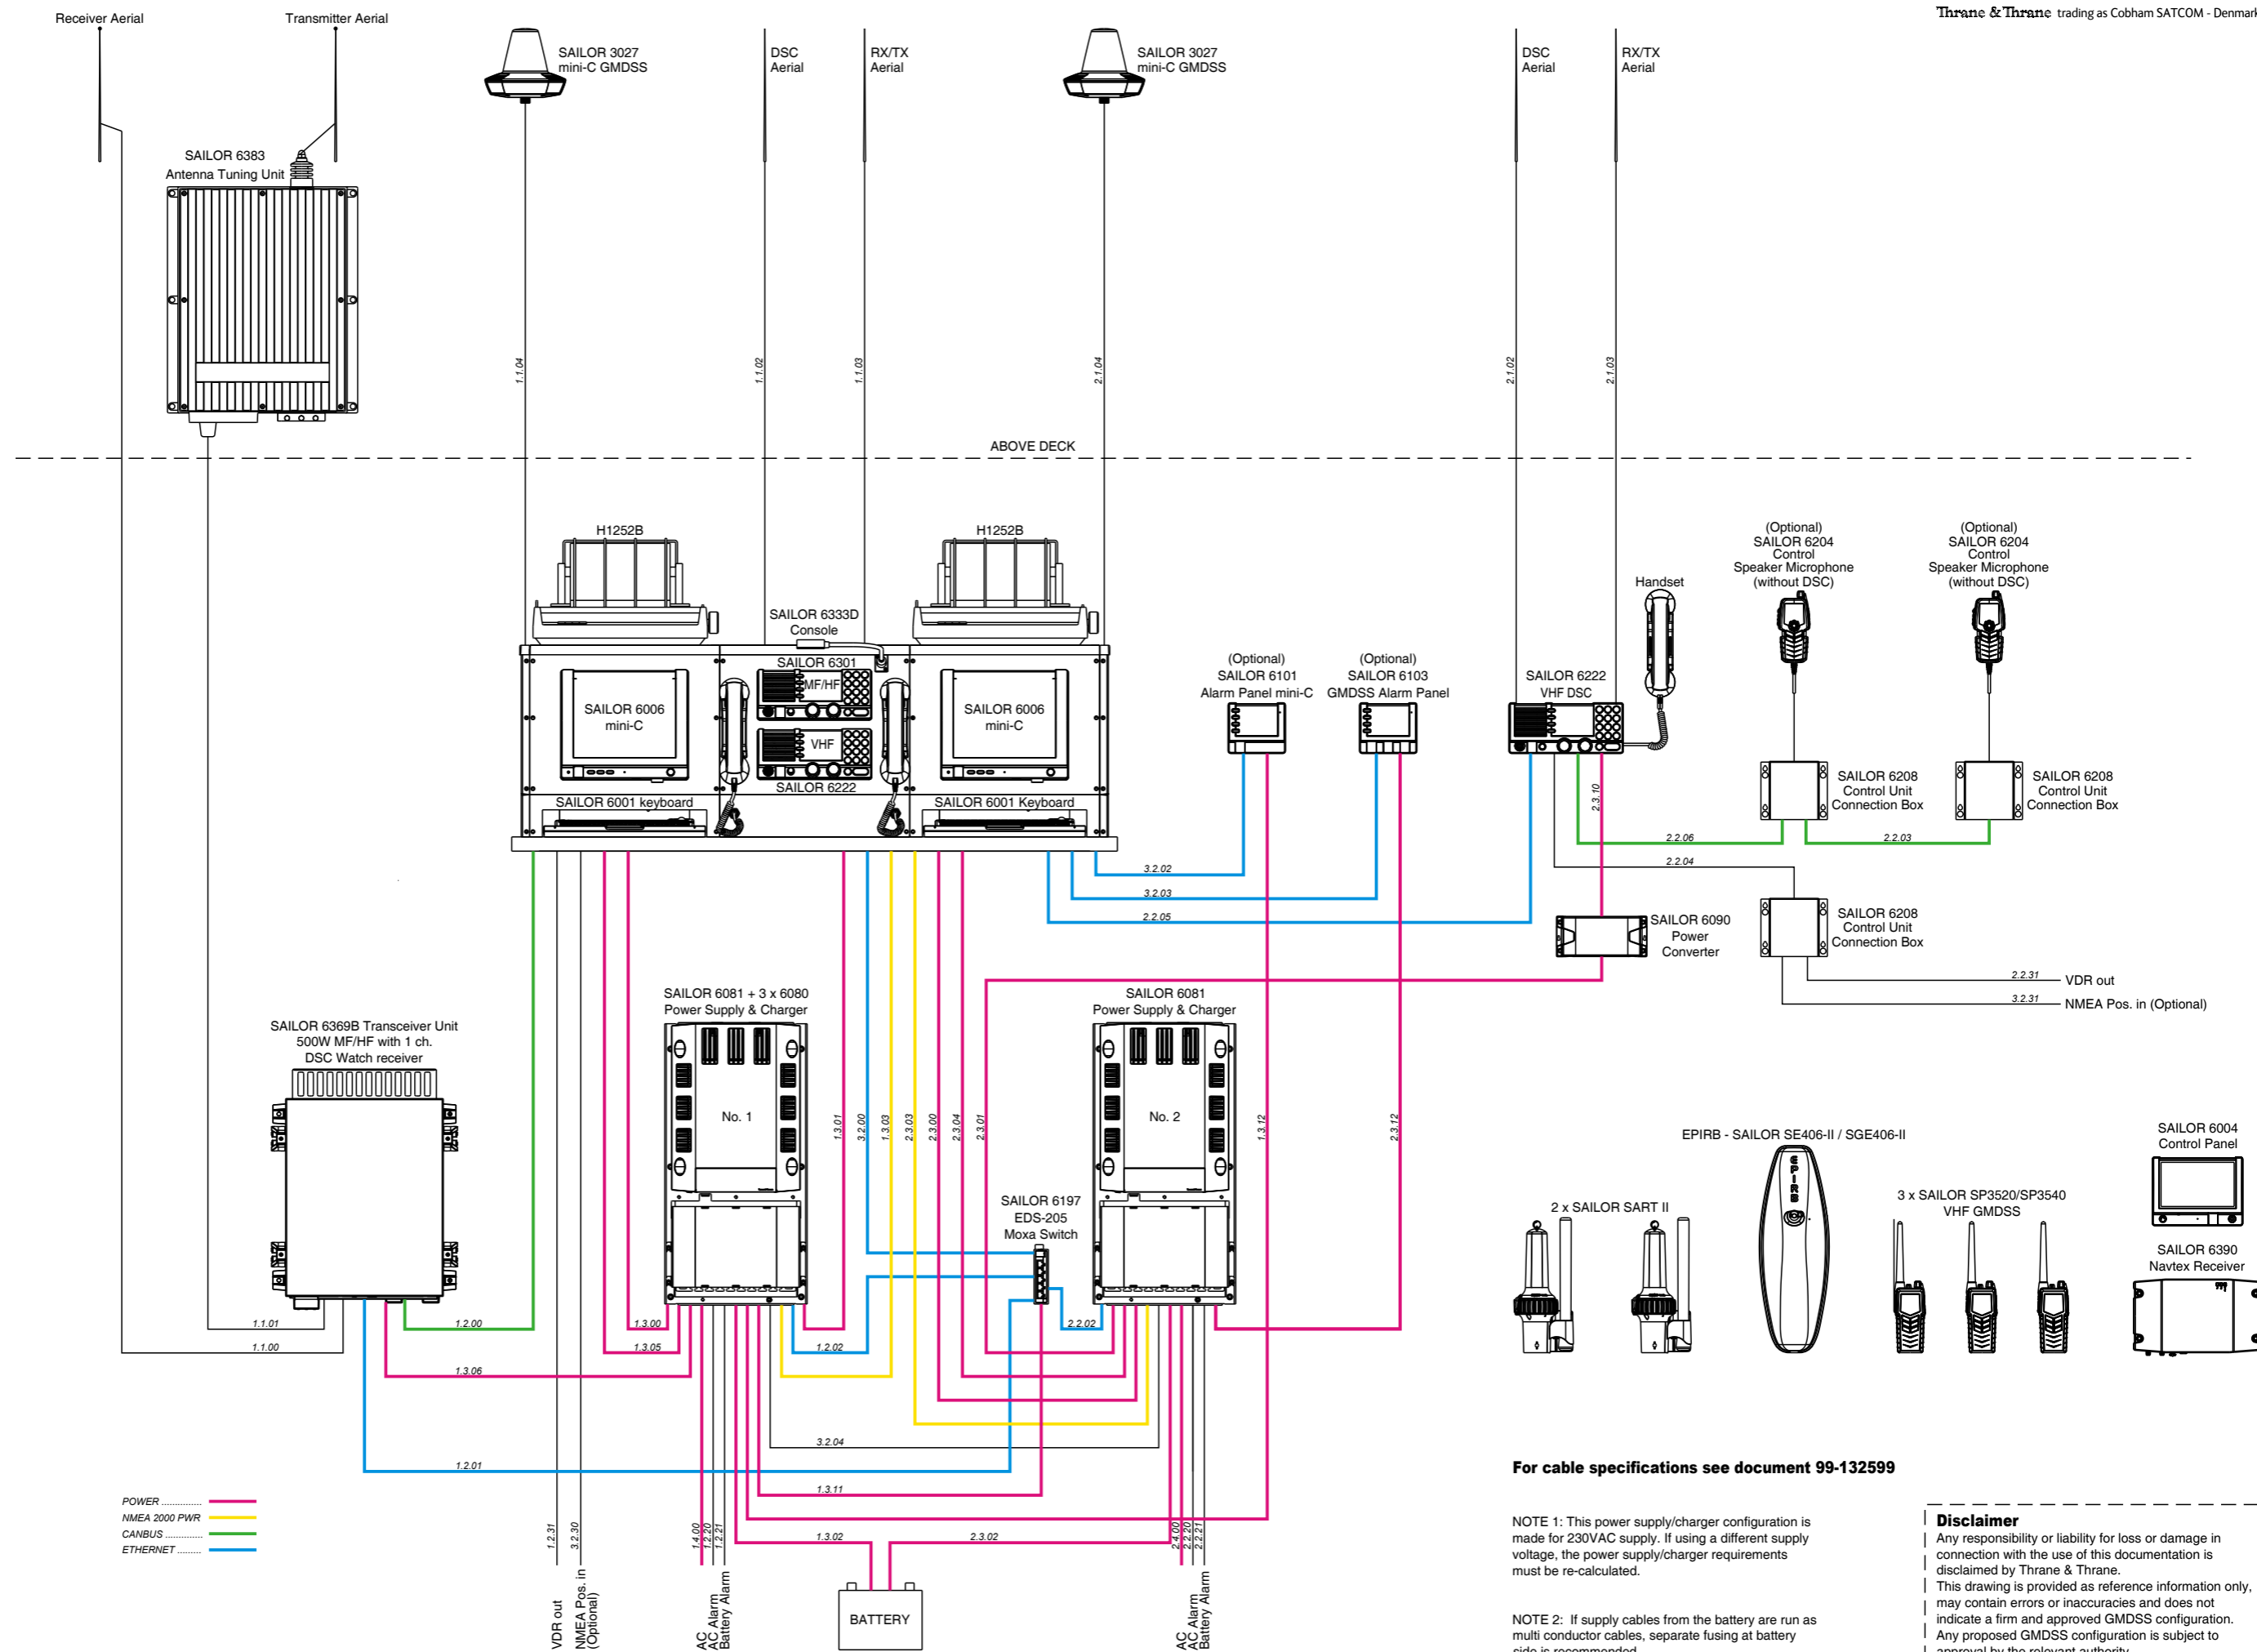 Thrane & Thrane trading as Cobham SATCOM - Denmark
Receiver Aerial
Transmitter Aerial
SAILOR 3027
mini-C GMDSS
DSC
Aerial
RX/TX
Aerial
SAILOR 3027
mini-C GMDSS
DSC
Aerial
RX/TX
Aerial
SAILOR 6383
Antenna Tuning Unit
1.1.04
1.1.02
1.1.03
2.1.04
2.1.02
2.1.03
ABOVE DECK
H1252B
H1252B
SAILOR 6333D
Console
SAILOR 6301
MF/HF
SAILOR 6006
mini-C
VHF
SAILOR 6222
SAILOR 6006
mini-C
SAILOR 6001 keyboard
SAILOR 6001 Keyboard
(Optional)
SAILOR 6101
Alarm Panel mini-C
(Optional)
SAILOR 6103
GMDSS Alarm Panel
SAILOR 6222
VHF DSC
Handset
(Optional)
SAILOR 6204
Control
Speaker Microphone
(without DSC)
(Optional)
SAILOR 6204
Control
Speaker Microphone
(without DSC)
SAILOR 6208
Control Unit
Connection Box
SAILOR 6208
Control Unit
Connection Box
2.3.10
2.2.06
2.2.03
2.2.04
3.2.02
3.2.03
2.2.05
SAILOR 6090
Power
Converter
SAILOR 6208
Control Unit
Connection Box
2.2.31
VDR out
3.2.31
NMEA Pos. in (Optional)
SAILOR 6369B Transceiver Unit
500W MF/HF with 1 ch.
DSC Watch receiver
SAILOR 6081 + 3 x 6080
Power Supply & Charger
No. 1
SAILOR 6081
Power Supply & Charger
No. 2
1.3.01
3.2.00
1.3.03
2.3.03
2.3.00
2.3.04
2.3.01
1.3.12
2.3.12
SAILOR 6197
EDS-205
Moxa Switch
EPIRB - SAILOR SE406-II / SGE406-II
EPIRB
2 x SAILOR SART II
3 x SAILOR SP3520/SP3540
VHF GMDSS
SAILOR 6004
Control Panel
SAILOR 6390
Navtex Receiver
1.1.01
1.2.00
1.1.00
1.3.00
1.3.05
1.3.06
1.2.02
2.2.02
3.2.04
1.2.01
1.3.11
1.3.02
2.3.02
POWER ..............
NMEA 2000 PWR
CANBUS ..............
ETHERNET .........
1.2.31
3.2.30
1.4.00
1.2.20
1.2.21
2.4.00
2.2.20
2.2.21
VDR out
NMEA Pos. in
(Optional)
AC
AC Alarm
Battery Alarm
BATTERY
AC
AC Alarm
Battery Alarm
For cable specifications see document 99-132599
NOTE 1: This power supply/charger configuration is
made for 230VAC supply. If using a different supply
voltage, the power supply/charger requirements
must be re-calculated.
NOTE 2: If supply cables from the battery are run as
multi conductor cables, separate fusing at battery
side is recommended
Disclaimer
Any responsibility or liability for loss or damage in
connection with the use of this documentation is
disclaimed by Thrane & Thrane.
This drawing is provided as reference information only,
may contain errors or inaccuracies and does not
indicate a firm and approved GMDSS configuration.
Any proposed GMDSS configuration is subject to
approval by the relevant authority